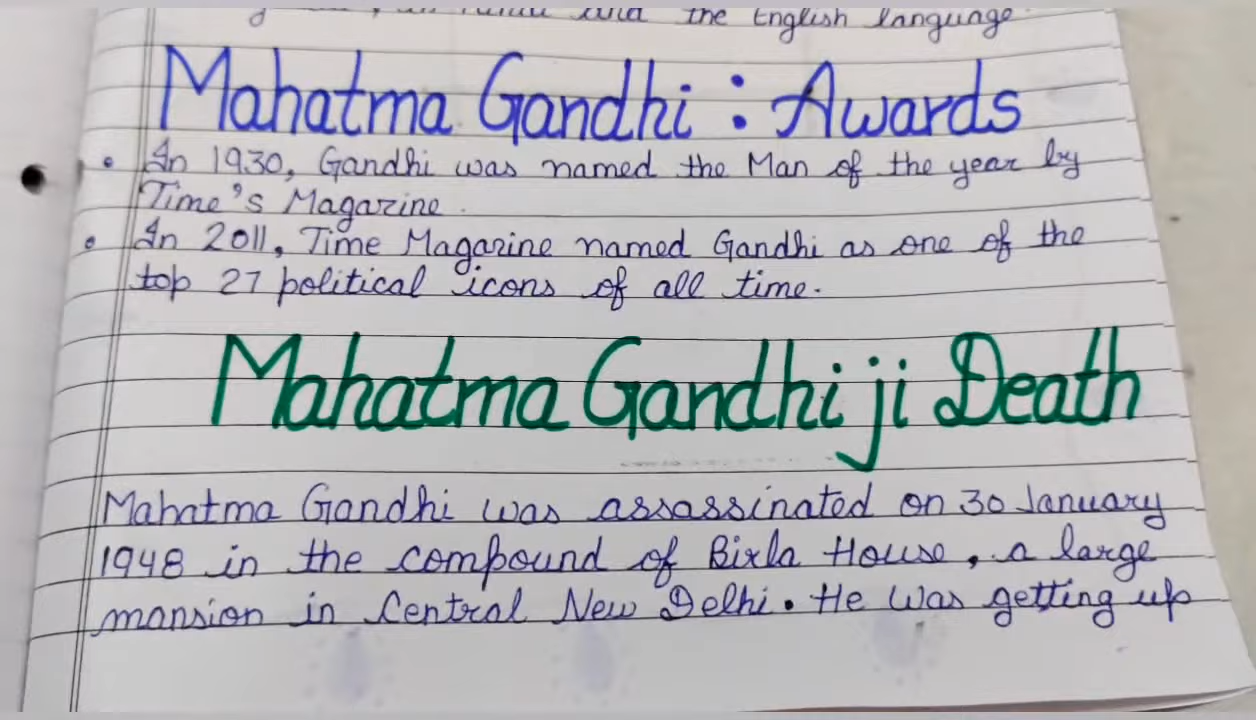 and the English language.
Mahatma Gandhi : Awards
• In 1930, Gandhi was named the Man of the year by
Time's Magazine.
• In 2011, Time Magazine named Gandhi as one of the
top 27 political icons of all time.
Mahatma Gandhi ji Death
Mahatma Gandhi was assassinated on 30 January
1948 in the compound of Birla House, a large
mansion in Central New Delhi. He was getting up